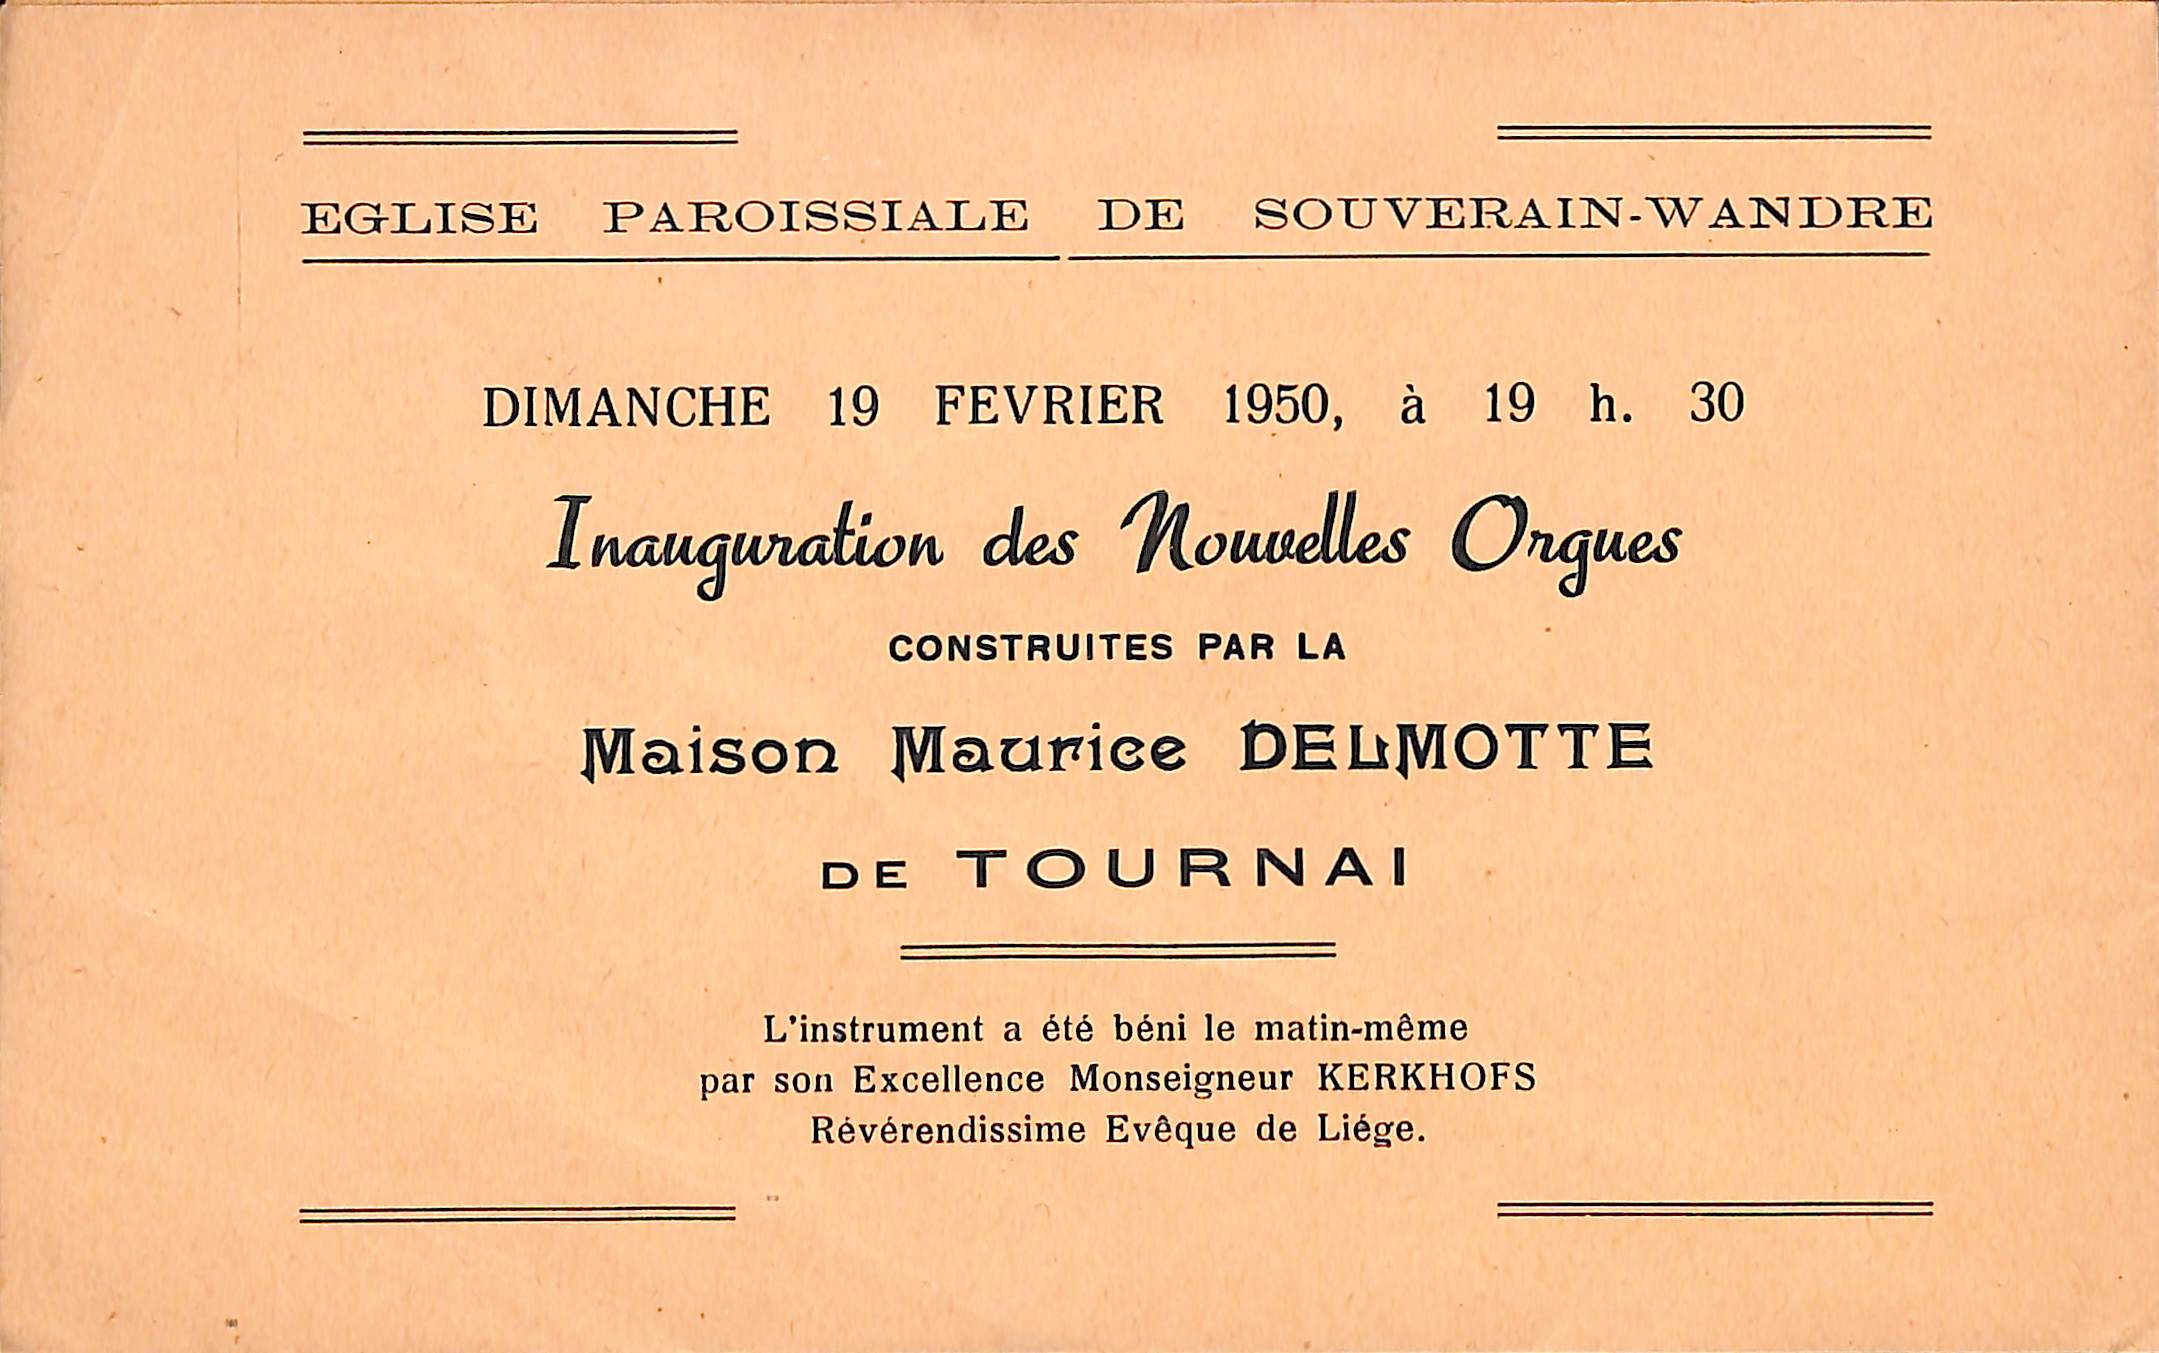 EGLISE PAROISSIALE DE SOUVERAIN-WANDRE
DIMANCHE 19 FEVRIER 1950, à 19 h. 30
Inauguration des Nouvelles Orgues
CONSTRUITES PAR LA
Maison Maurice DELMOTTE
DE TOURNAI
L'instrument a été béni le matin-même
par son Excellence Monseigneur KERKHOFS
Révérendissime Evêque de Liége.